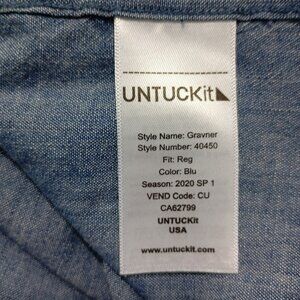 UNTUCKit
Style Name: Gravner
Style Number: 40450
Fit: Reg
Color: Blu
Season: 2020 SP 1
VEND Code: CU
CA62799
UNTUCKit
USA
www.untuckit.com